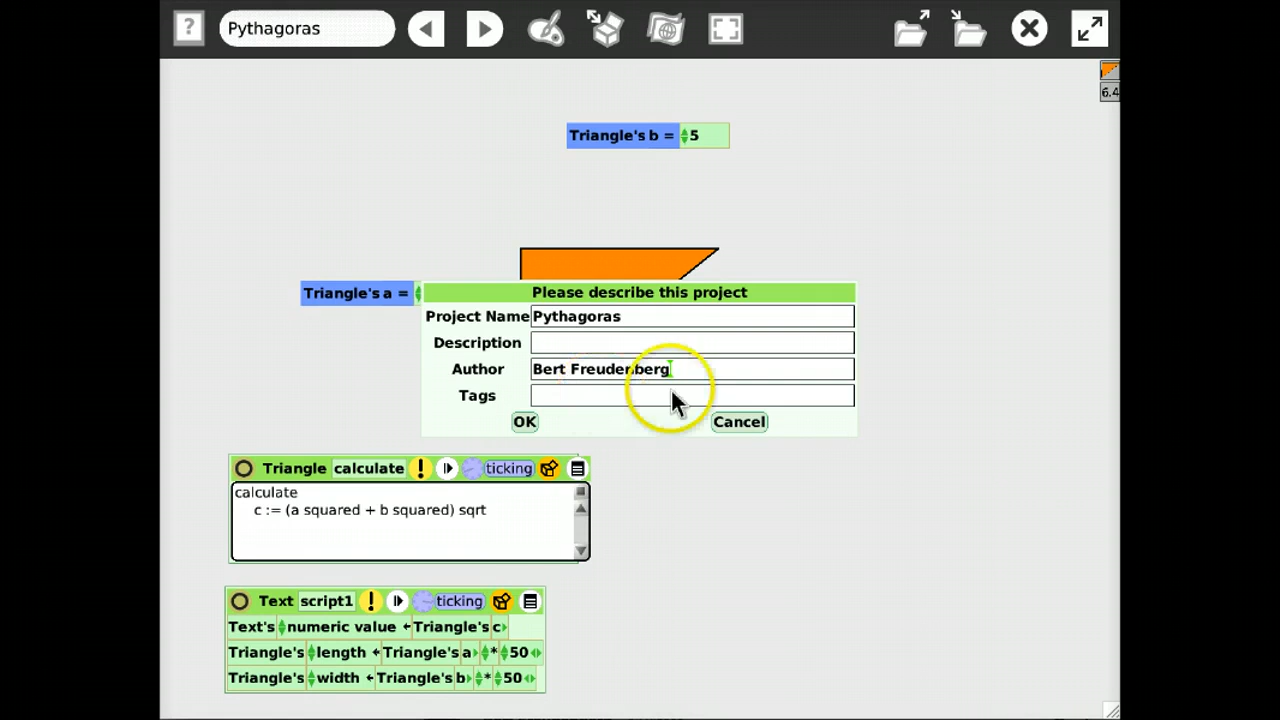 ? Pythagoras
6.4
Triangle's b = 5
Triangle's a =
Please describe this project
Project Name Pythagoras
Description
Author Bert Freudenberg
Tags
OK Cancel
Triangle calculate ! ticking
calculate
c := (a squared + b squared) sqrt
Text script1 ! ticking
Text's numeric value ← Triangle's c
Triangle's length ← Triangle's a * 50
Triangle's width ← Triangle's b * 50